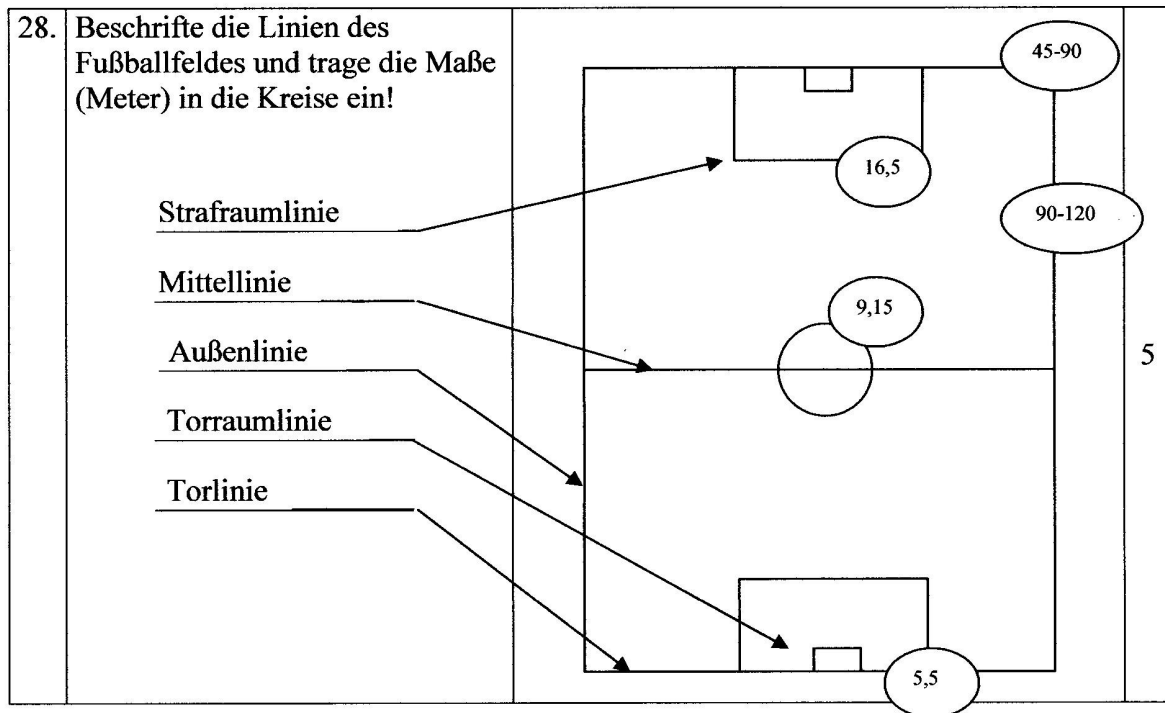 28. Beschrifte die Linien des
Fußballfeldes und trage die Maße
(Meter) in die Kreise ein!
45-90
16,5
Strafraumlinie
90-120
Mittellinie
9,15
Außenlinie
5
Torraumlinie
Torlinie
5,5